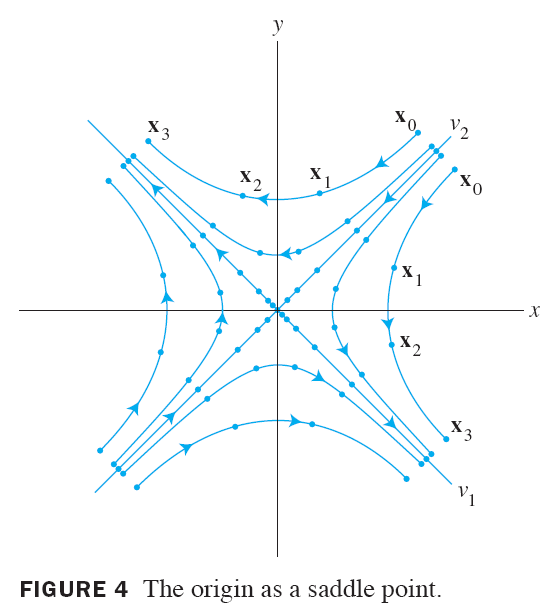 y
x₃
x₀
v₂
x₂
x₁
x₀
x₁
x
x₂
x₃
v₁
FIGURE 4 The origin as a saddle point.